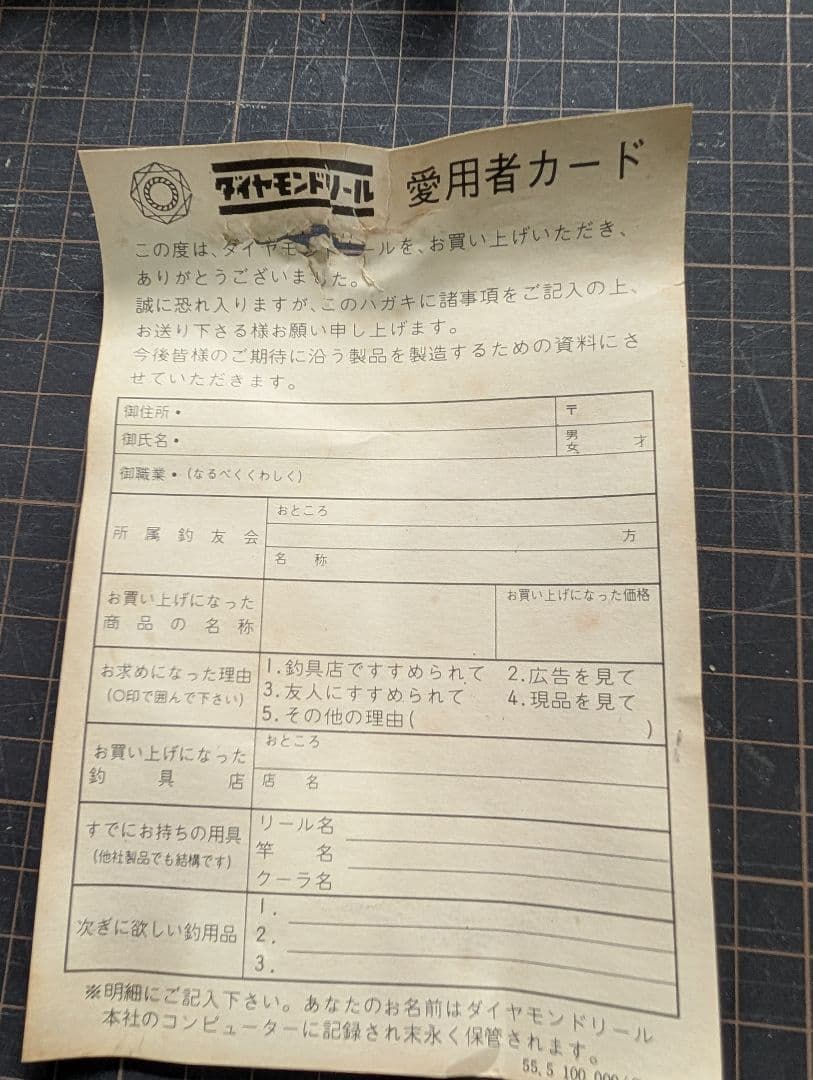 ダイヤモンドリール 愛用者カード
この度は、ダイヤモンドリールを、お買い上げいただき、
ありがとうございました。
誠に恐れ入りますが、このハガキに諸事項をご記入の上、
お送り下さる様お願い申し上げます。
今後皆様のご期待に沿う製品を製造するための資料にさ
せていただきます。
御住所・ 〒
御氏名・ 男 女 才
御職業・(なるべくくわしく)
所属釣友会
おところ
方
名称
お買い上げになった
商品の名称
お買い上げになった価格
お求めになった理由
(○印で囲んで下さい)
1.釣具店ですすめられて 2.広告を見て
3.友人にすすめられて 4.現品を見て
5.その他の理由( )
お買い上げになった
釣具店
おところ
店名
すでにお持ちの用具
(他社製品でも結構です)
リール名
竿名
クーラ名
次ぎに欲しい釣用品
1.
2.
3.
※明細にご記入下さい。あなたのお名前はダイヤモンドリール
本社のコンピューターに記録され末永く保管されます。
55.5 100,000